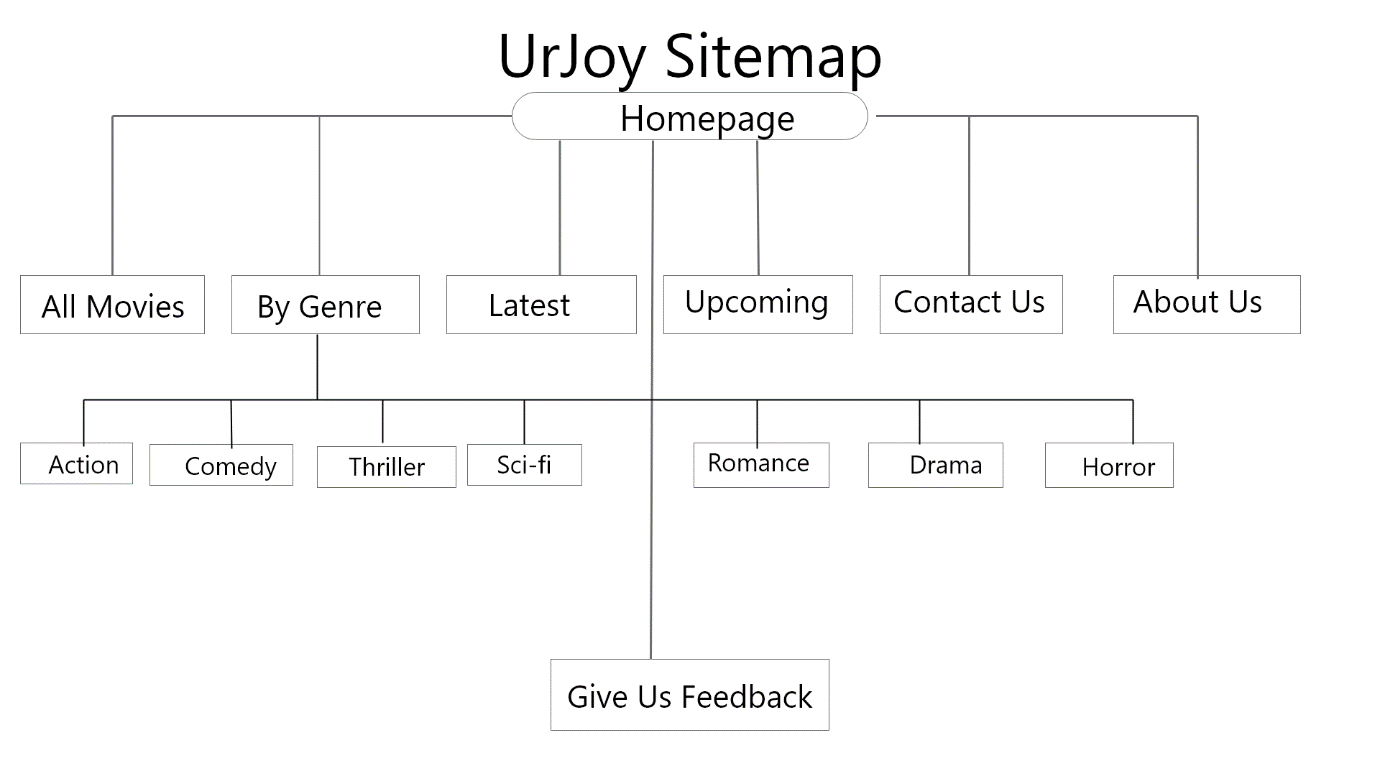 UrJoy Sitemap
Homepage
All Movies
By Genre
Latest
Upcoming
Contact Us
About Us
Action
Comedy
Thriller
Sci-fi
Romance
Drama
Horror
Give Us Feedback